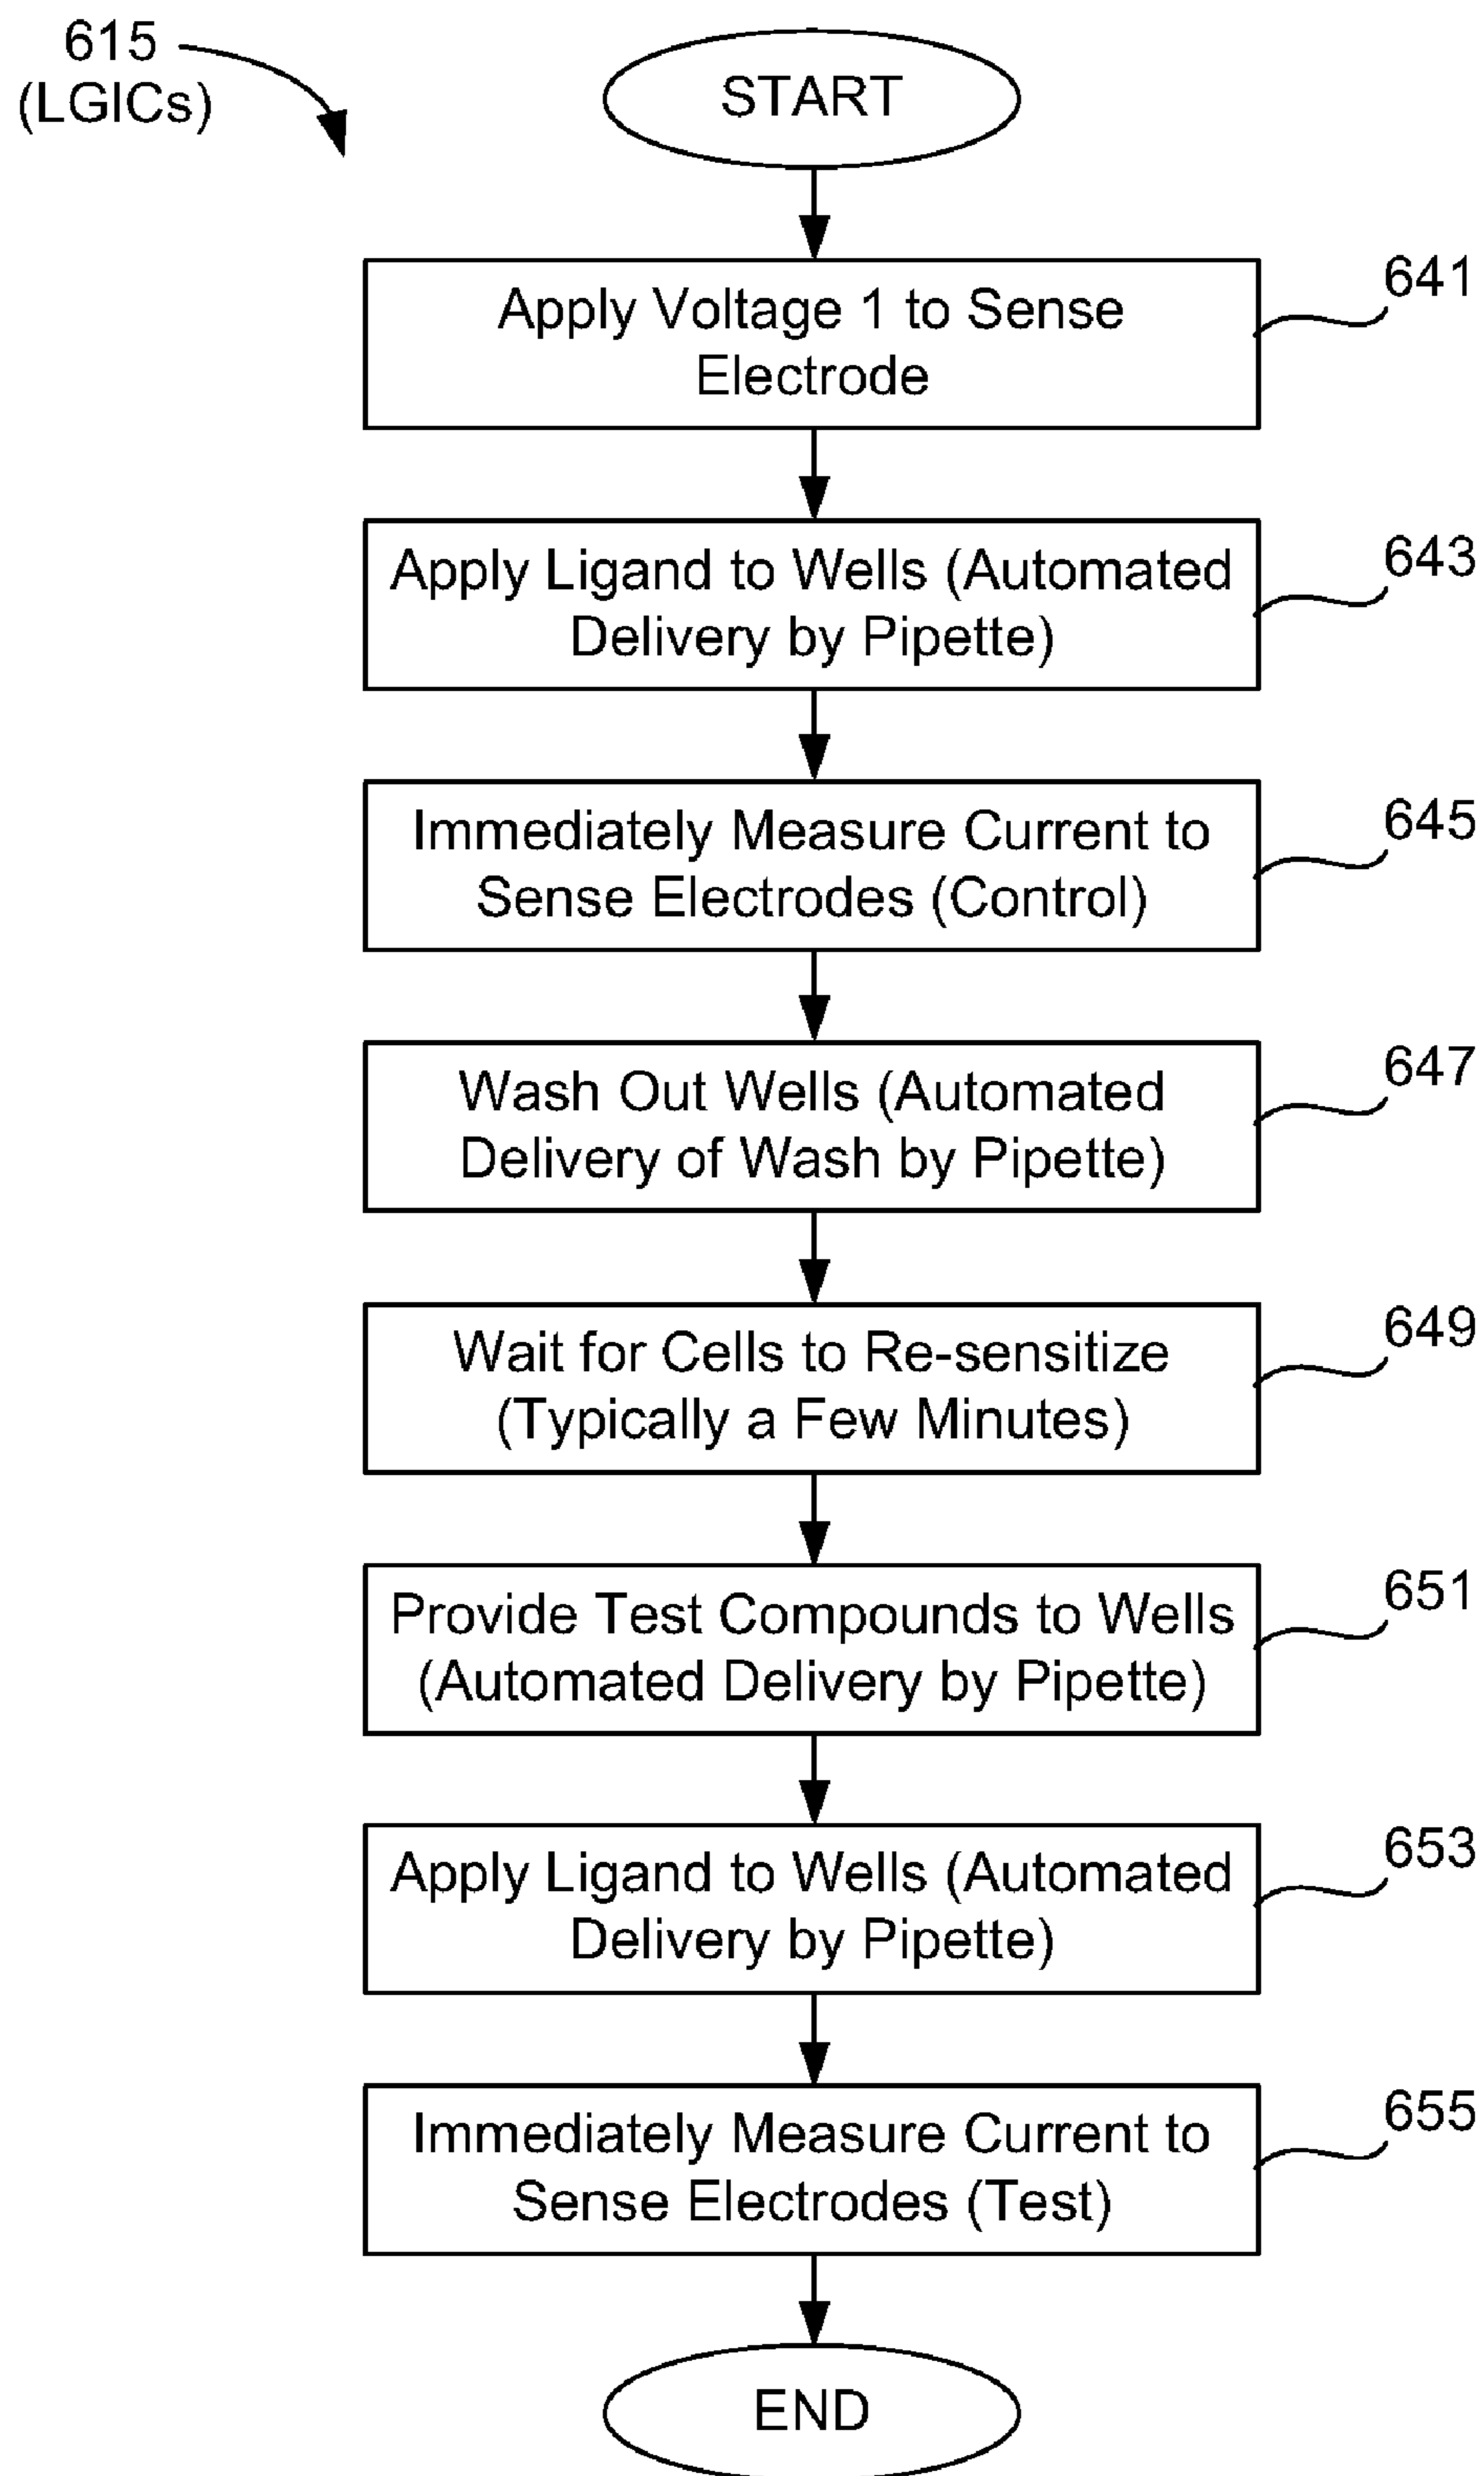 615
(LGICs)
START
Apply Voltage 1 to Sense
Electrode
641
Apply Ligand to Wells (Automated
Delivery by Pipette)
643
Immediately Measure Current to
Sense Electrodes (Control)
645
Wash Out Wells (Automated
Delivery of Wash by Pipette)
647
Wait for Cells to Re-sensitize
(Typically a Few Minutes)
649
Provide Test Compounds to Wells
(Automated Delivery by Pipette)
651
Apply Ligand to Wells (Automated
Delivery by Pipette)
653
Immediately Measure Current to
Sense Electrodes (Test)
655
END